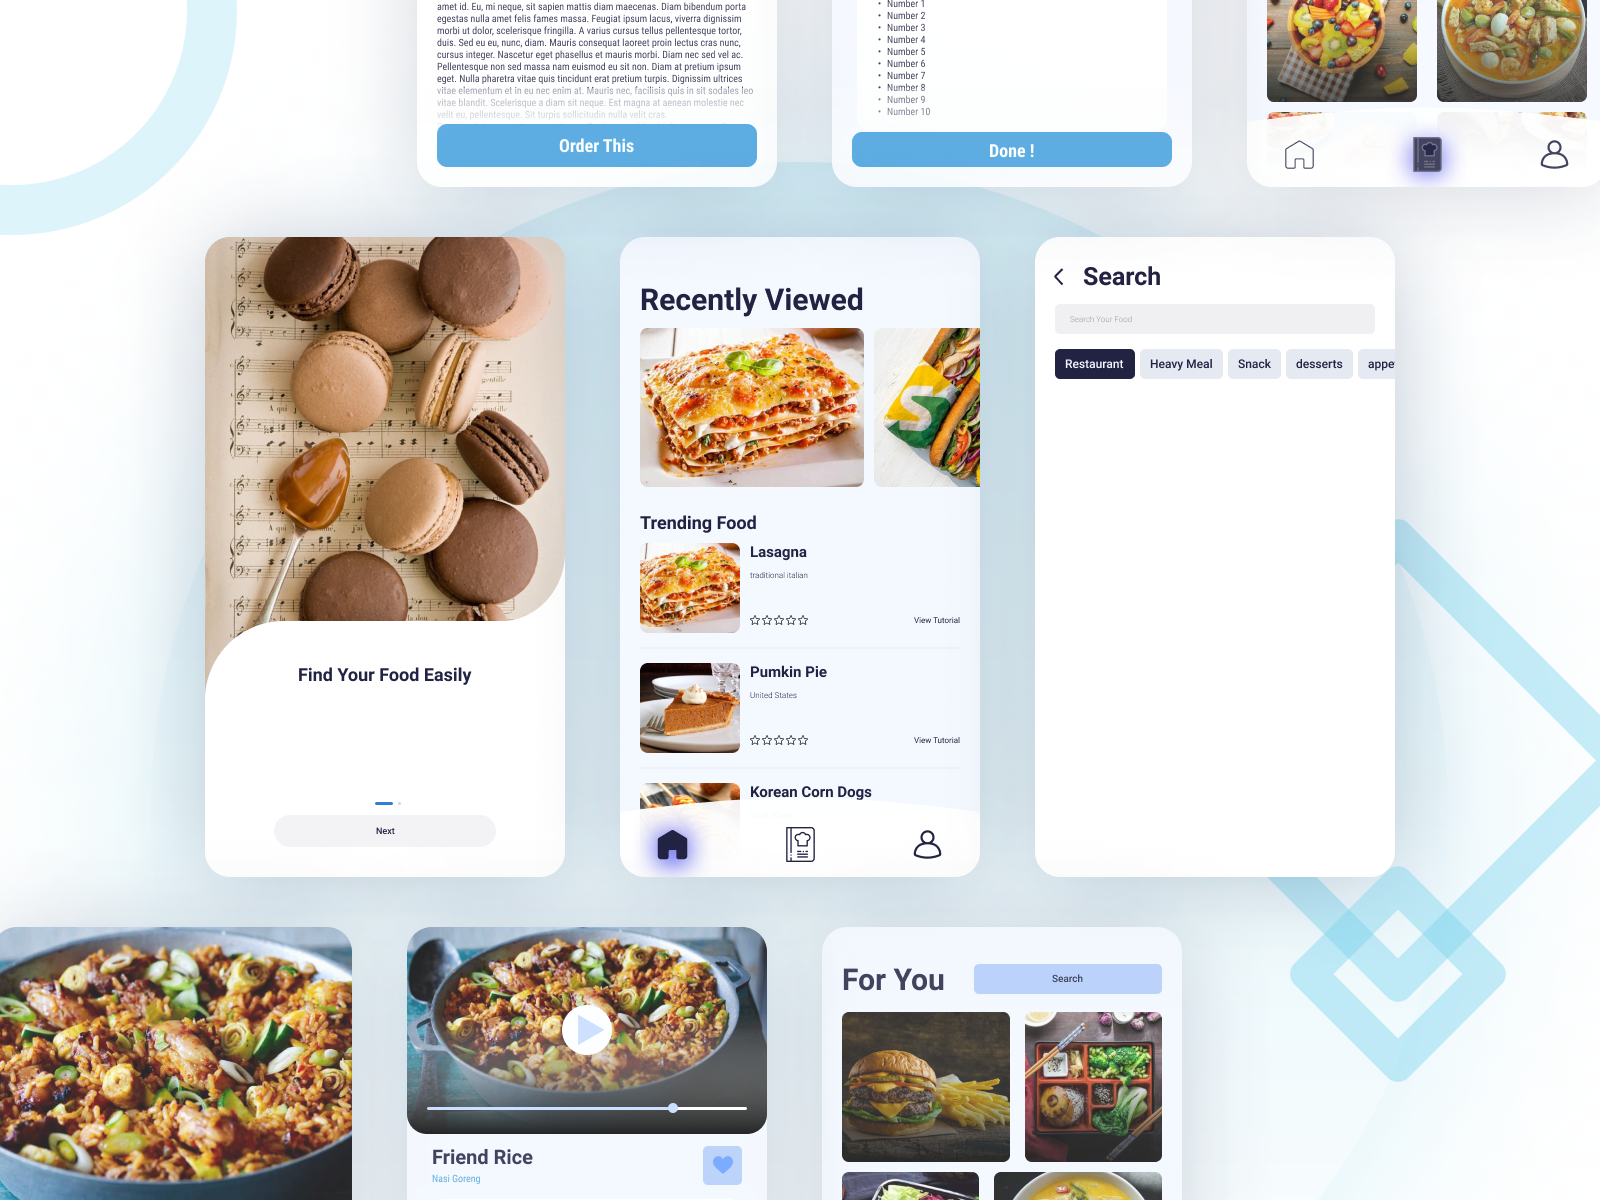 amet id. Eu, mi neque, sit sapien mattis diam maecenas. Diam bibendum porta
egestas nulla amet felis fames massa. Feugiat ipsum lacus, viverra dignissim
morbi ut dolor, scelerisque fringilla. A varius cursus tellus pellentesque tortor,
duis. Sed eu eu, nunc, diam. Mauris consequat laoreet proin lectus cras nunc,
cursus integer. Nascetur eget phasellus et mauris morbi. Diam nec sed vel ac.
Pellentesque non sed massa nam euismod eu sit non. Diam at pretium ipsum
eget. Nulla pharetra vitae quis tincidunt erat pretium turpis. Dignissim ultrices
vitae elementum et in eu nec enim at. Mauris nec, facilisis quis in sit sodales leo
vitae blandit. Scelerisque a diam sit neque. Est magna at aenean molestie nec
velit eu, pellentesque. Sit turpis sollicitudin nulla velit cras.
Order This
• Number 1
• Number 2
• Number 3
• Number 4
• Number 5
• Number 6
• Number 7
• Number 8
• Number 9
• Number 10
Done !
Find Your Food Easily
Next
Recently Viewed
Trending Food
Lasagna
traditional italian
View Tutorial
Pumkin Pie
United States
View Tutorial
Korean Corn Dogs
Search
Search Your Food
Restaurant Heavy Meal Snack desserts appe
Friend Rice
Nasi Goreng
For You
Search